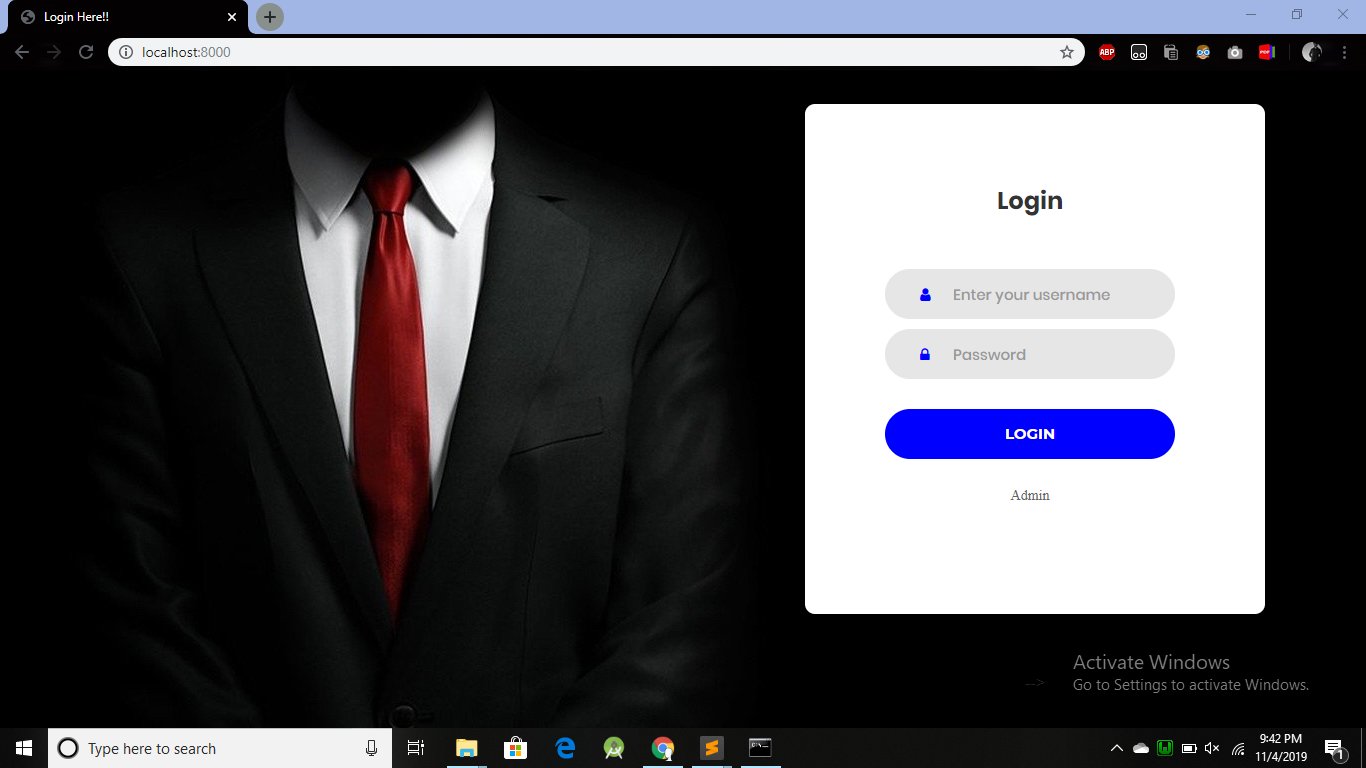 Login Here!!
localhost:8000
ABP
PDF
Login
Enter your username
Password
LOGIN
Admin
-->
Activate Windows
Go to Settings to activate Windows.
Type here to search
9:42 PM
11/4/2019
1